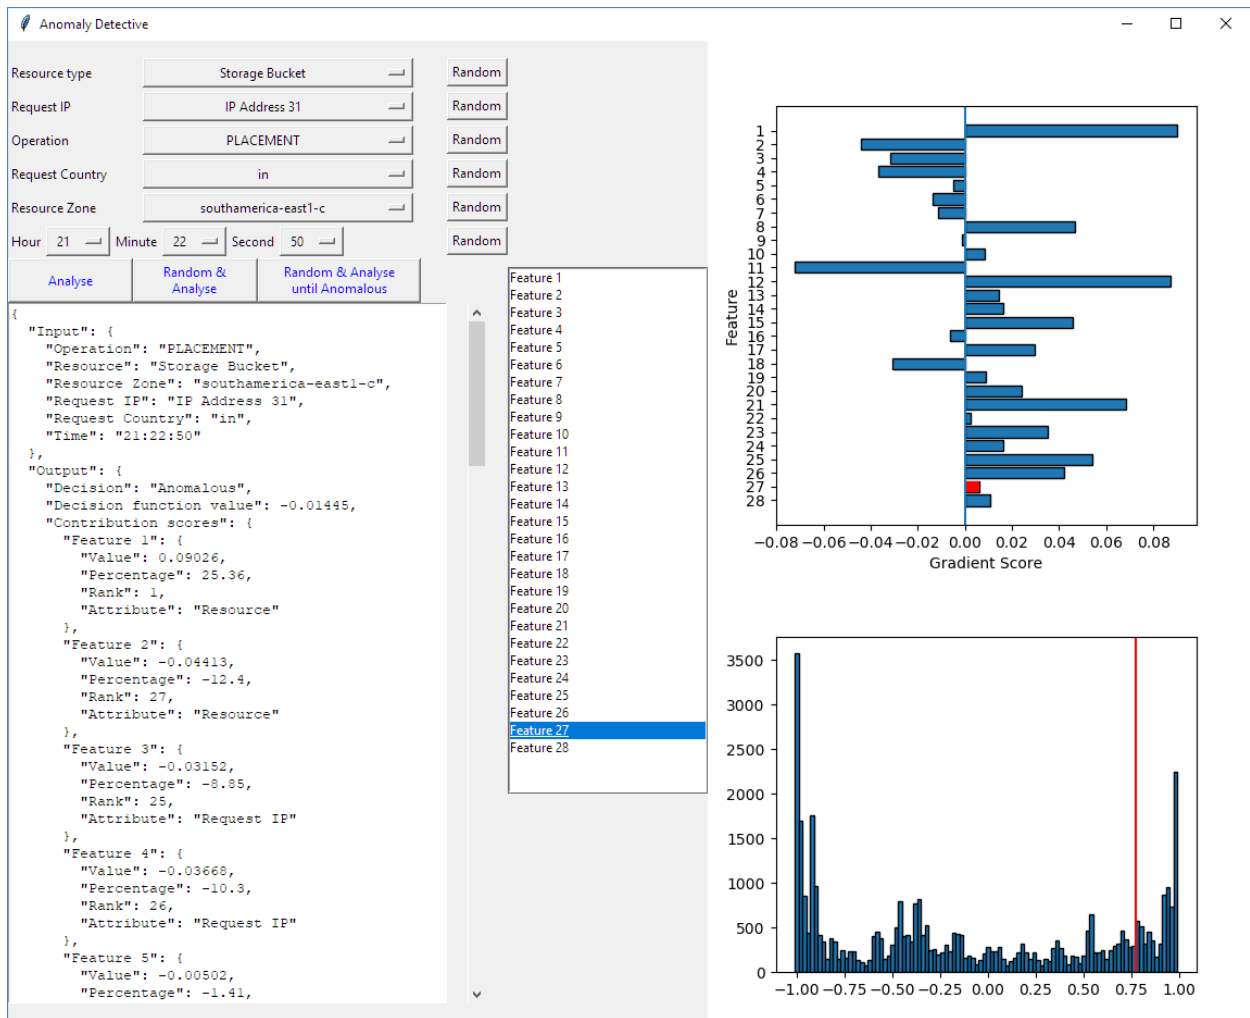 Anomaly Detective
Resource type Storage Bucket Random
Request IP IP Address 31 Random
Operation PLACEMENT Random
Request Country in Random
Resource Zone southamerica-east1-c Random
Hour 21 Minute 22 Second 50 Random
Analyse
Random &
Analyse
Random & Analyse
until Anomalous
{
"Input": {
"Operation": "PLACEMENT",
"Resource": "Storage Bucket",
"Resource Zone": "southamerica-east1-c",
"Request IP": "IP Address 31",
"Request Country": "in",
"Time": "21:22:50"
},
"Output": {
"Decision": "Anomalous",
"Decision function value": -0.01445,
"Contribution scores": {
"Feature 1": {
"Value": 0.09026,
"Percentage": 25.36,
"Rank": 1,
"Attribute": "Resource"
},
"Feature 2": {
"Value": -0.04413,
"Percentage": -12.4,
"Rank": 27,
"Attribute": "Resource"
},
"Feature 3": {
"Value": -0.03152,
"Percentage": -8.85,
"Rank": 25,
"Attribute": "Request IP"
},
"Feature 4": {
"Value": -0.03668,
"Percentage": -10.3,
"Rank": 26,
"Attribute": "Request IP"
},
"Feature 5": {
"Value": -0.00502,
"Percentage": -1.41,
Feature 1
Feature 2
Feature 3
Feature 4
Feature 5
Feature 6
Feature 7
Feature 8
Feature 9
Feature 10
Feature 11
Feature 12
Feature 13
Feature 14
Feature 15
Feature 16
Feature 17
Feature 18
Feature 19
Feature 20
Feature 21
Feature 22
Feature 23
Feature 24
Feature 25
Feature 26
Feature 27
Feature 28
Feature
1
2
3
4
5
6
7
8
9
10
11
12
13
14
15
16
17
18
19
20
21
22
23
24
25
26
27
28
−0.08 −0.06 −0.04 −0.02 0.00 0.02 0.04 0.06 0.08
Gradient Score
3500
3000
2500
2000
1500
1000
500
0
−1.00 −0.75 −0.50 −0.25 0.00 0.25 0.50 0.75 1.00